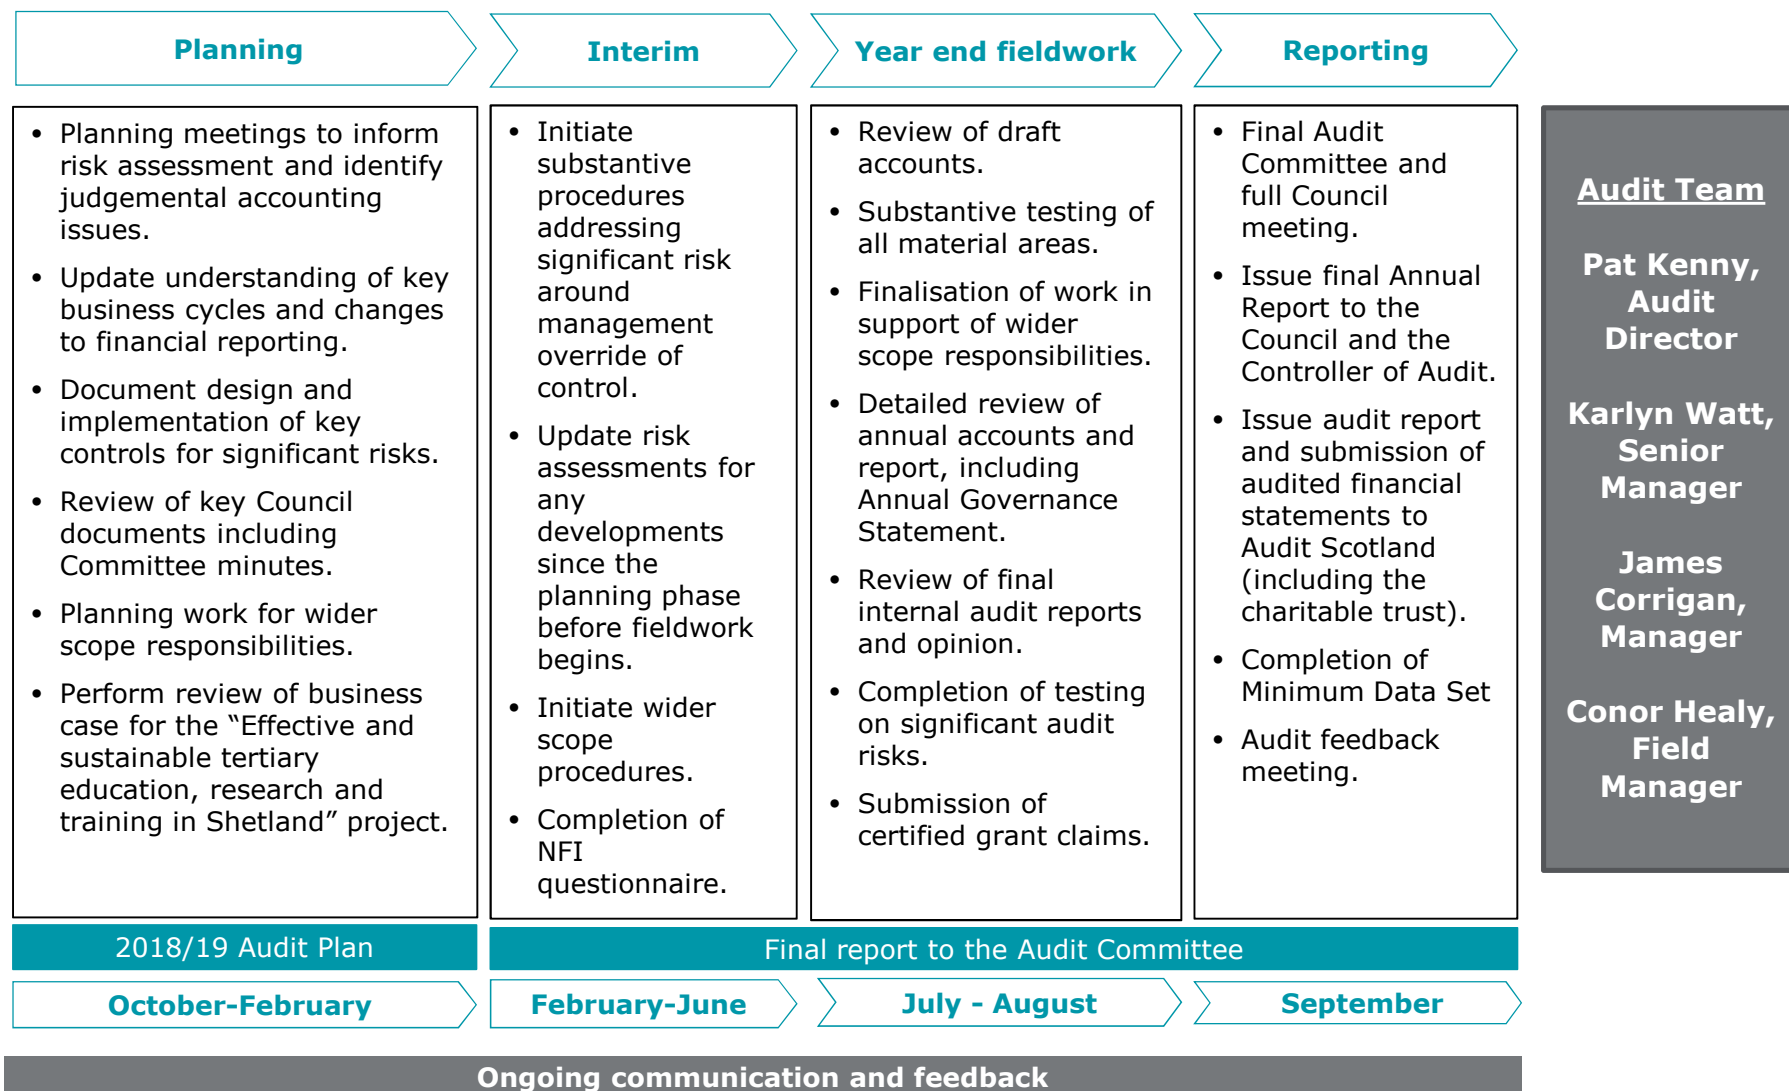 Planning
Interim
Year end fieldwork
Reporting
• Planning meetings to inform
risk assessment and identify
judgemental accounting
issues.
• Update understanding of key
business cycles and changes
to financial reporting.
• Document design and
implementation of key
controls for significant risks.
• Review of key Council
documents including
Committee minutes.
• Planning work for wider
scope responsibilities.
• Perform review of business
case for the “Effective and
sustainable tertiary
education, research and
training in Shetland” project.
• Initiate
substantive
procedures
addressing
significant risk
around
management
override of
control.
• Update risk
assessments for
any
developments
since the
planning phase
before fieldwork
begins.
• Initiate wider
scope
procedures.
• Completion of
NFI
questionnaire.
• Review of draft
accounts.
• Substantive testing of
all material areas.
• Finalisation of work in
support of wider
scope responsibilities.
• Detailed review of
annual accounts and
report, including
Annual Governance
Statement.
• Review of final
internal audit reports
and opinion.
• Completion of testing
on significant audit
risks.
• Submission of
certified grant claims.
• Final Audit
Committee and
full Council
meeting.
• Issue final Annual
Report to the
Council and the
Controller of Audit.
• Issue audit report
and submission of
audited financial
statements to
Audit Scotland
(including the
charitable trust).
• Completion of
Minimum Data Set
• Audit feedback
meeting.
Audit Team
Pat Kenny,
Audit
Director
Karlyn Watt,
Senior
Manager
James
Corrigan,
Manager
Conor Healy,
Field
Manager
2018/19 Audit Plan
Final report to the Audit Committee
October-February
February-June
July - August
September
Ongoing communication and feedback